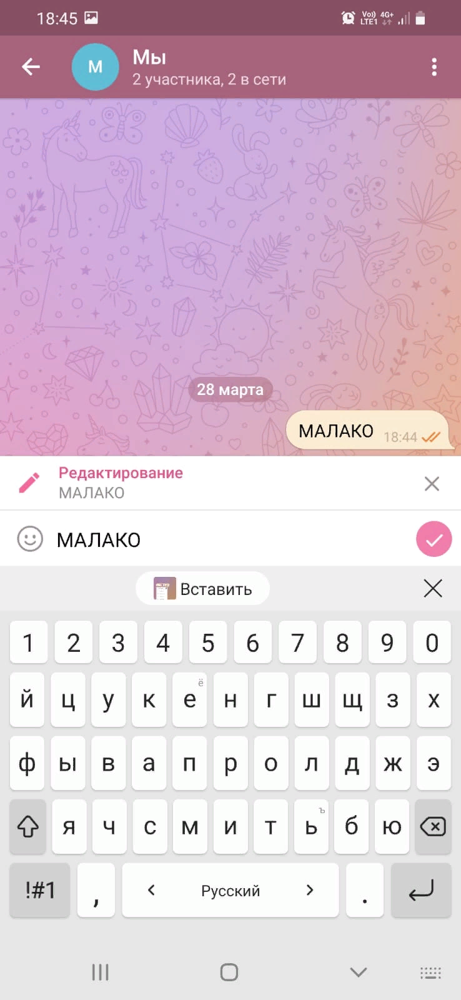 18:45 Vo)) LTE1 4G+
М
Мы
2 участника, 2 в сети
28 марта
МАЛАКО 18:44
Редактирование
МАЛАКО
МАЛАКО
Вставить
1 2 3 4 5 6 7 8 9 0
й ц у к е ё н г ш щ з х
ф ы в а п р о л д ж э
я ч с м и т ь ъ б ю
!#1 , < Русский > .